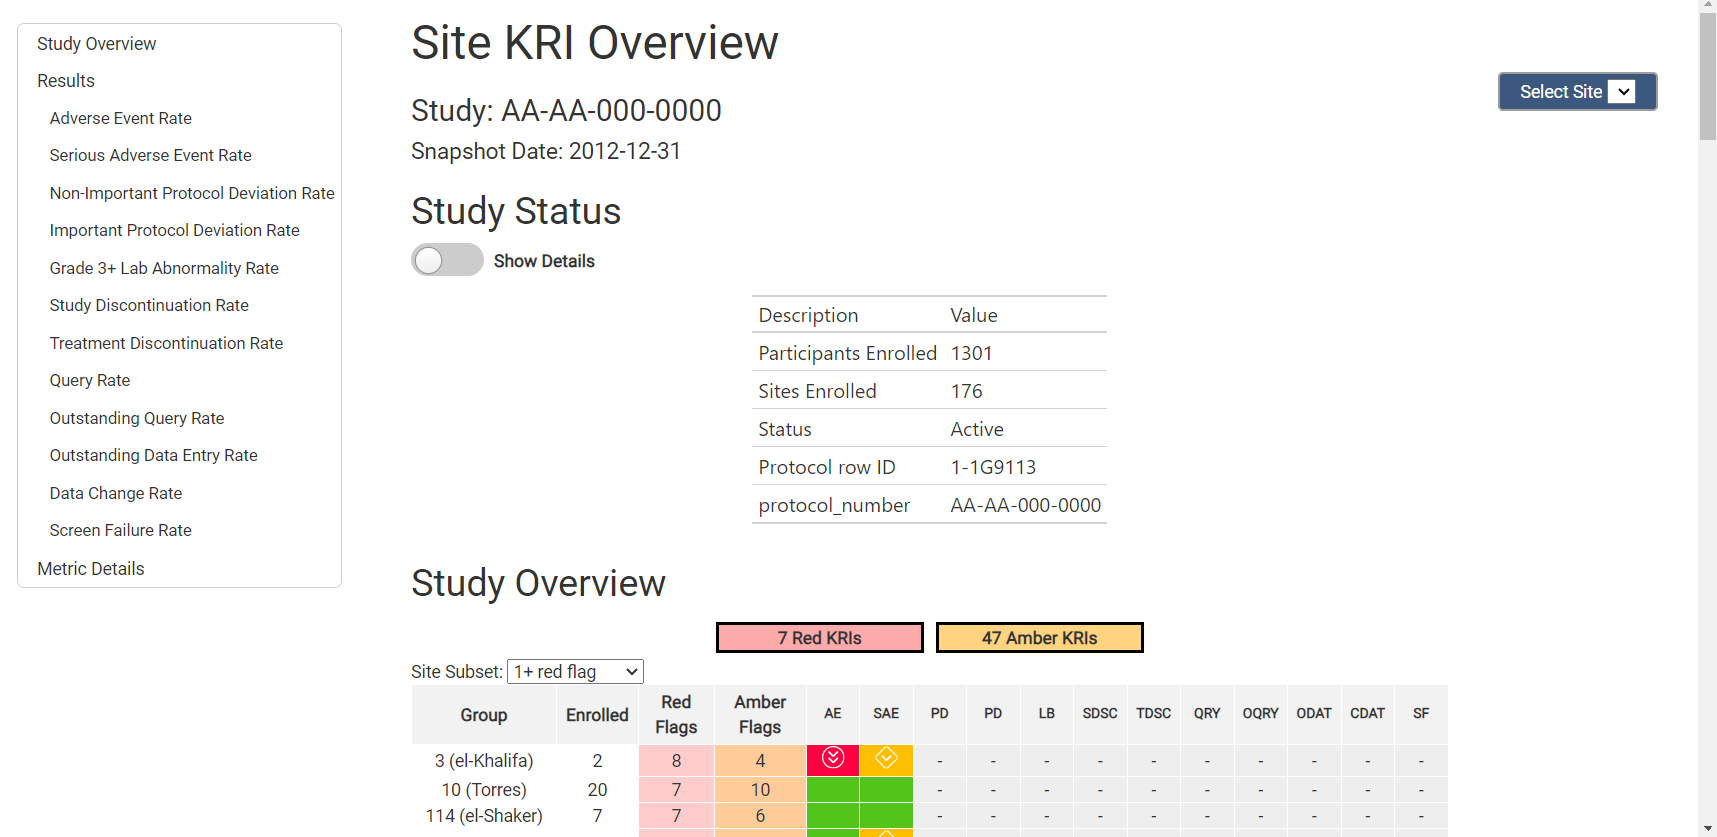 Study Overview
Results
Adverse Event Rate
Serious Adverse Event Rate
Non-Important Protocol Deviation Rate
Important Protocol Deviation Rate
Grade 3+ Lab Abnormality Rate
Study Discontinuation Rate
Treatment Discontinuation Rate
Query Rate
Outstanding Query Rate
Outstanding Data Entry Rate
Data Change Rate
Screen Failure Rate
Metric Details
Site KRI Overview
Select Site
Study: AA-AA-000-0000
Snapshot Date: 2012-12-31
Study Status
Show Details
Description Value
Participants Enrolled 1301
Sites Enrolled 176
Status Active
Protocol row ID 1-1G9113
protocol_number AA-AA-000-0000
Study Overview
7 Red KRIs 47 Amber KRIs
Site Subset: 1+ red flag
Group Enrolled Red Flags Amber Flags AE SAE PD PD LB SDSC TDSC QRY OQRY ODAT CDAT SF
3 (el-Khalifa) 2 8 4 - - - - - - - - - -
10 (Torres) 20 7 10 - - - - - - - - - -
114 (el-Shaker) 7 7 6 - - - - - - - - - -